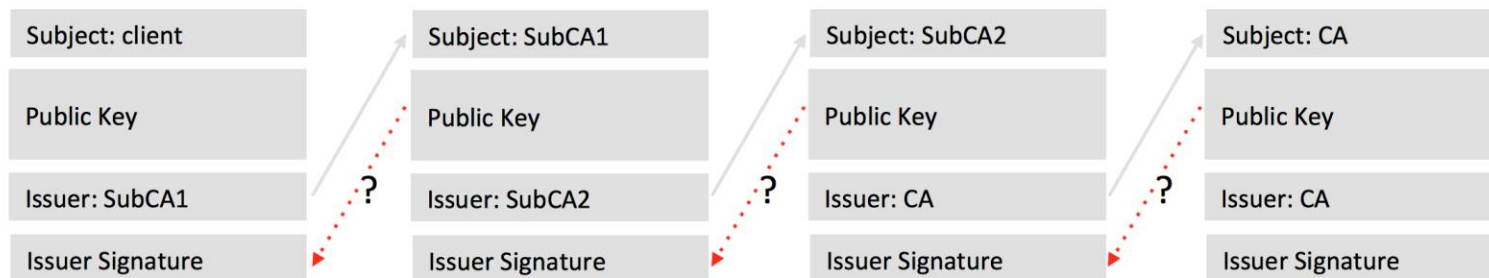 Subject: client
Public Key
Issuer: SubCA1
Issuer Signature
?
Subject: SubCA1
Public Key
Issuer: SubCA2
Issuer Signature
?
Subject: SubCA2
Public Key
Issuer: CA
Issuer Signature
?
Subject: CA
Public Key
Issuer: CA
Issuer Signature